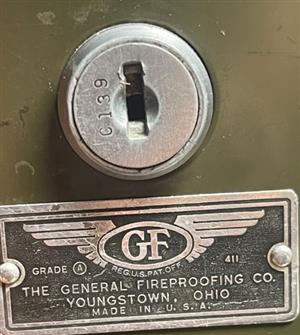 C139
GF
REG.U.S.PAT.OFF.
GRADE A 411
THE GENERAL FIREPROOFING CO.
YOUNGSTOWN, OHIO
MADE IN U.S.A.